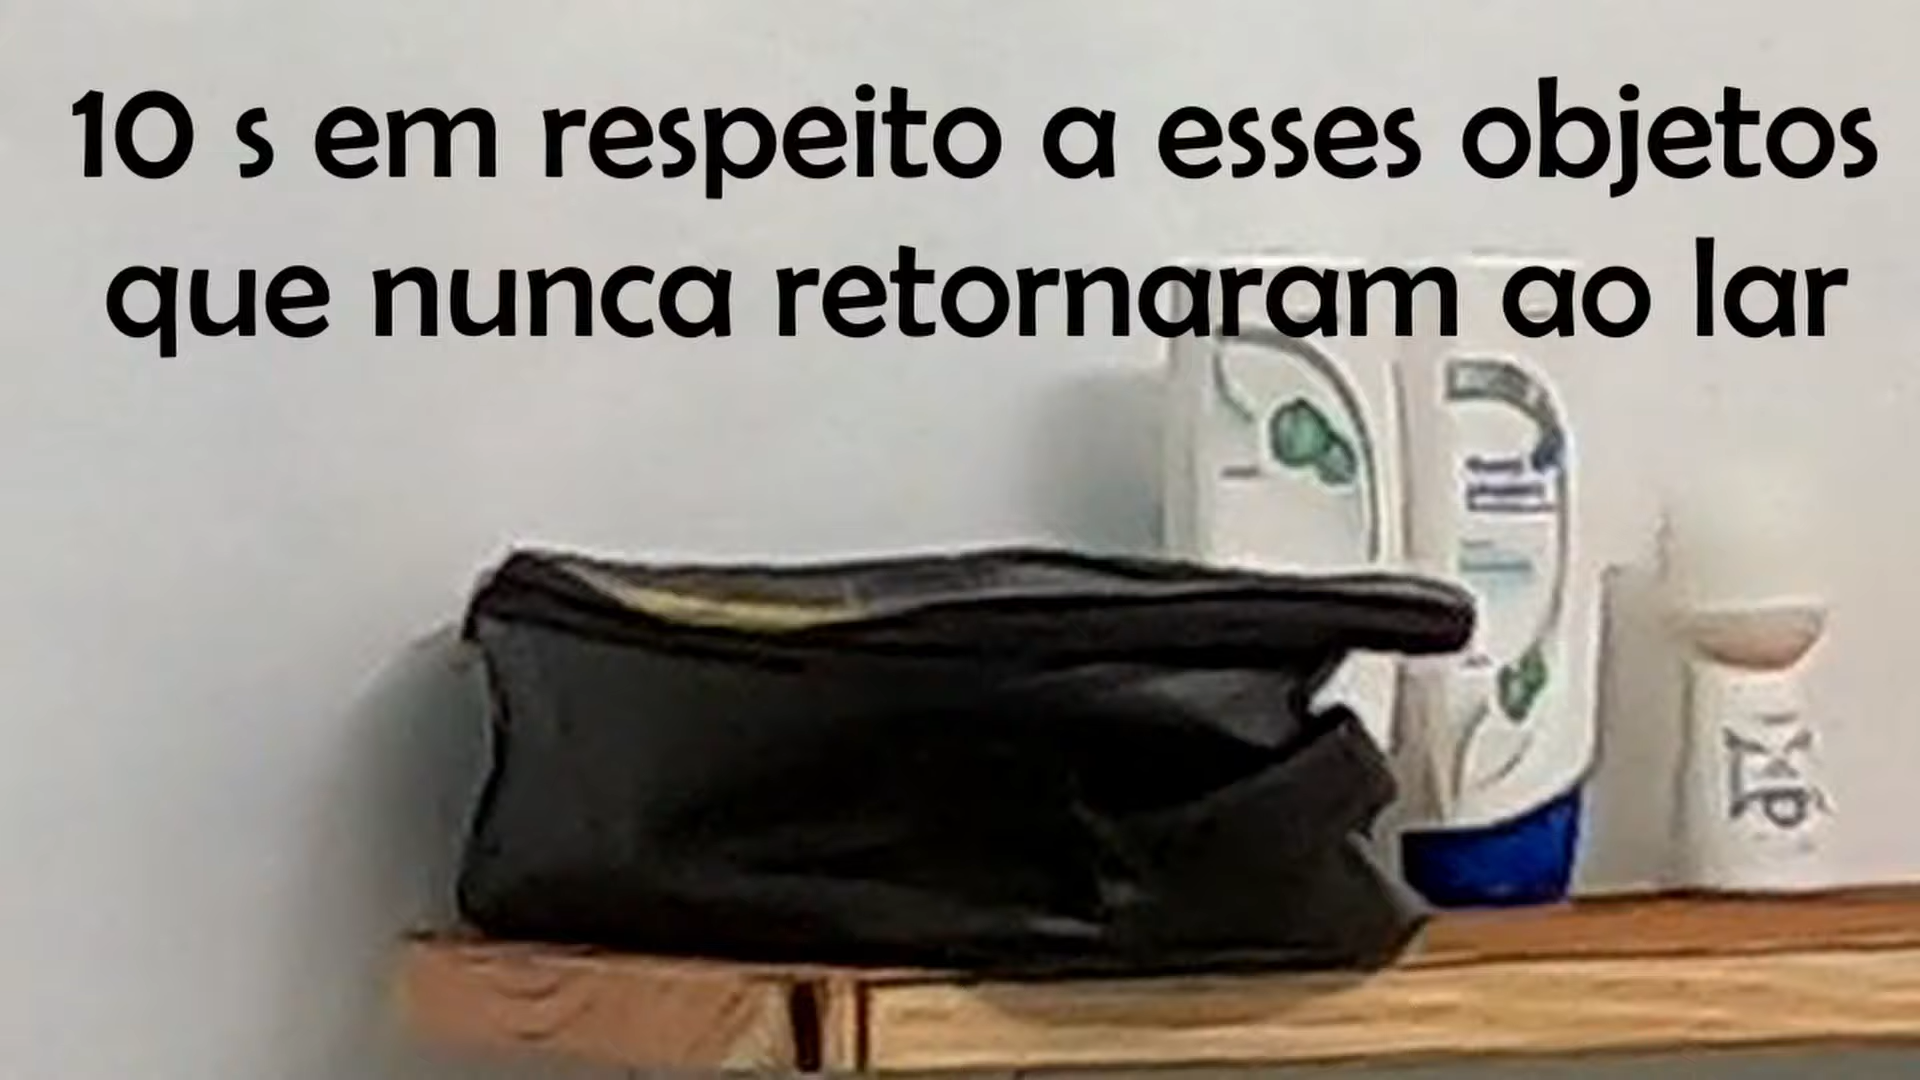 10 s em respeito a esses objetos
que nunca retornaram ao lar